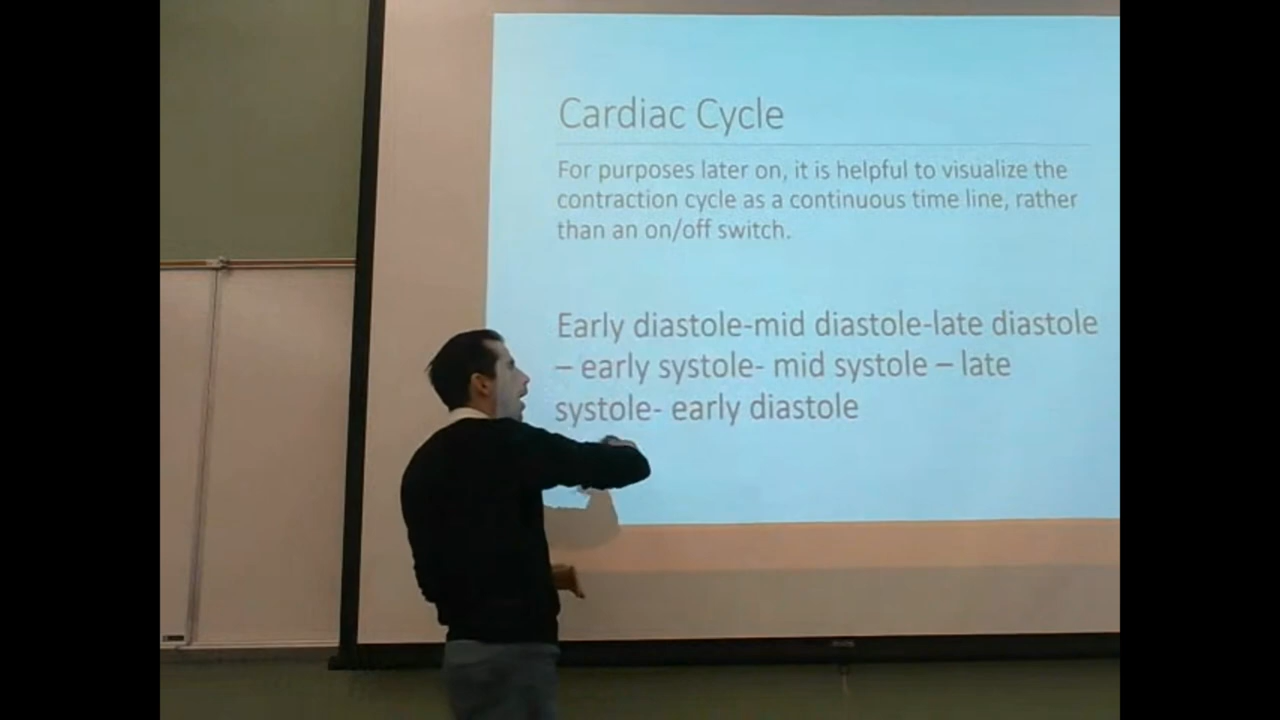 Cardiac Cycle
For purposes later on, it is helpful to visualize the
contraction cycle as a continuous time line, rather
than an on/off switch.
Early diastole-mid diastole-late diastole
– early systole- mid systole – late
systole- early diastole